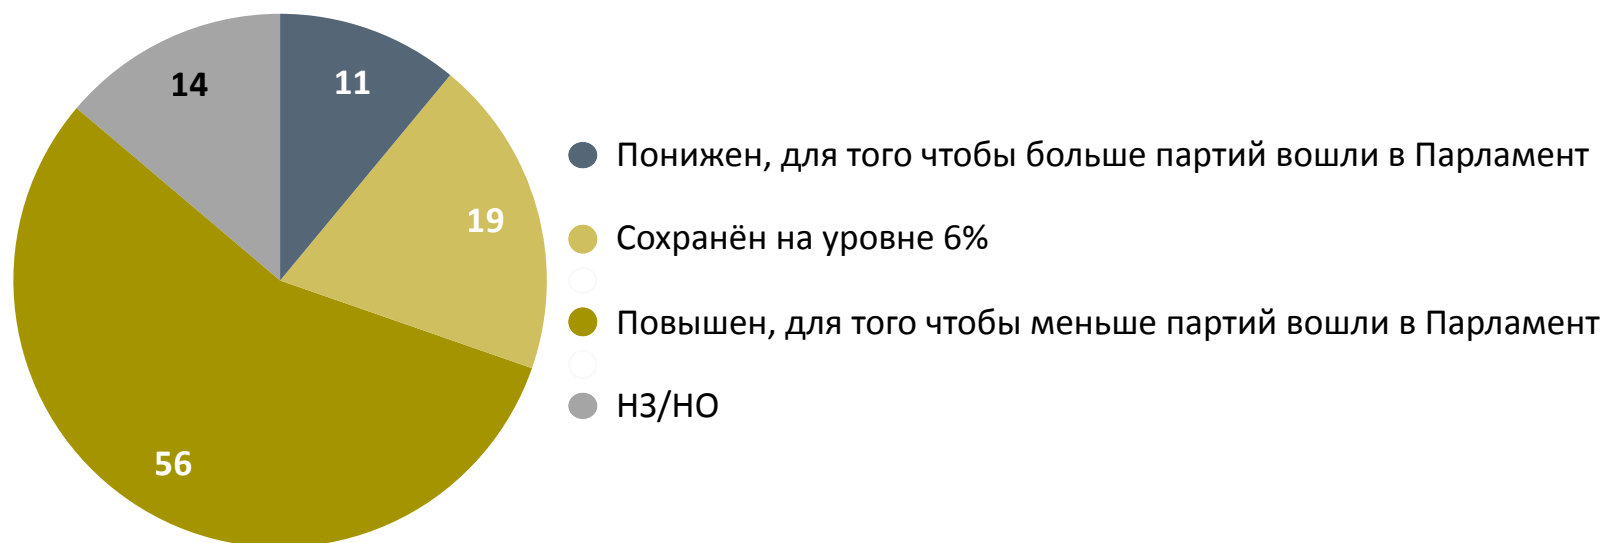 14
11
19
56
Понижен, для того чтобы больше партий вошли в Парламент
Сохранён на уровне 6%
Повышен, для того чтобы меньше партий вошли в Парламент
НЗ/НО